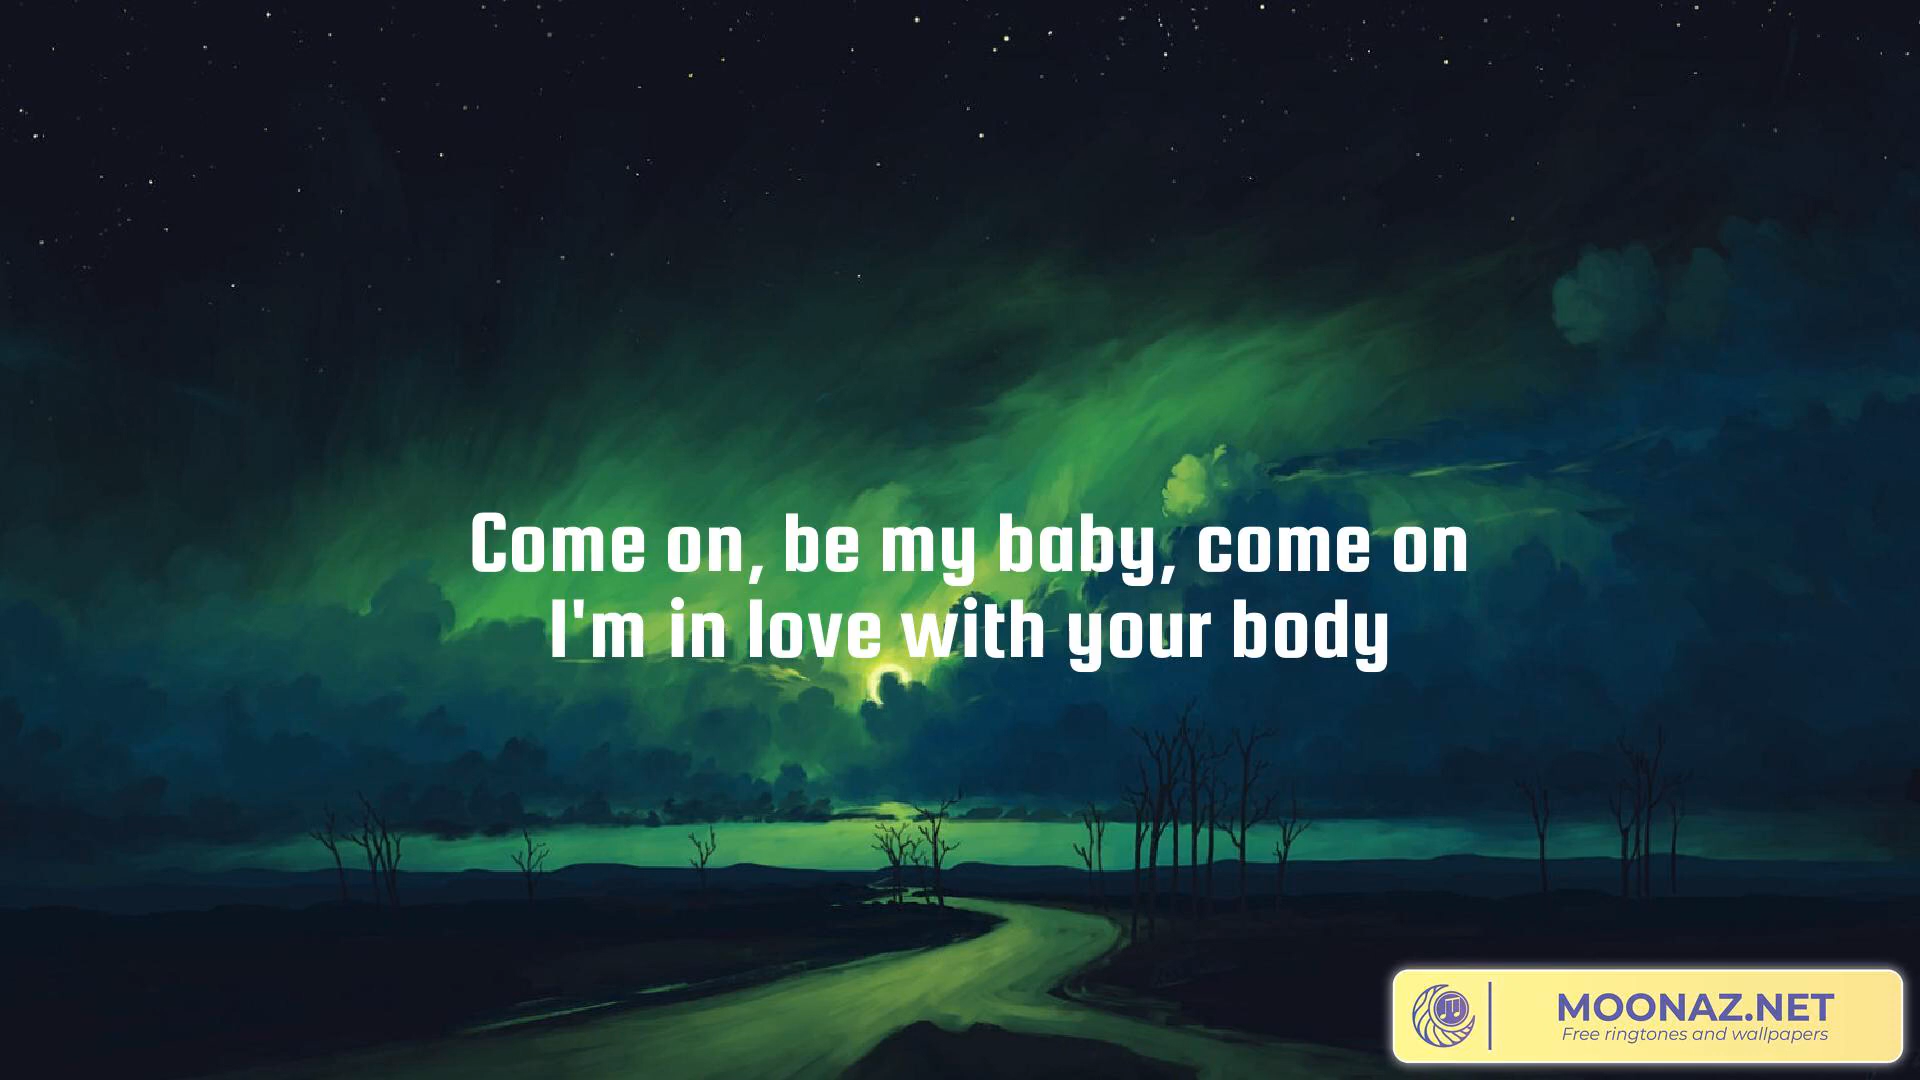 Come on, be my baby, come on
I'm in love with your body
MOONAZ.NET
Free ringtones and wallpapers